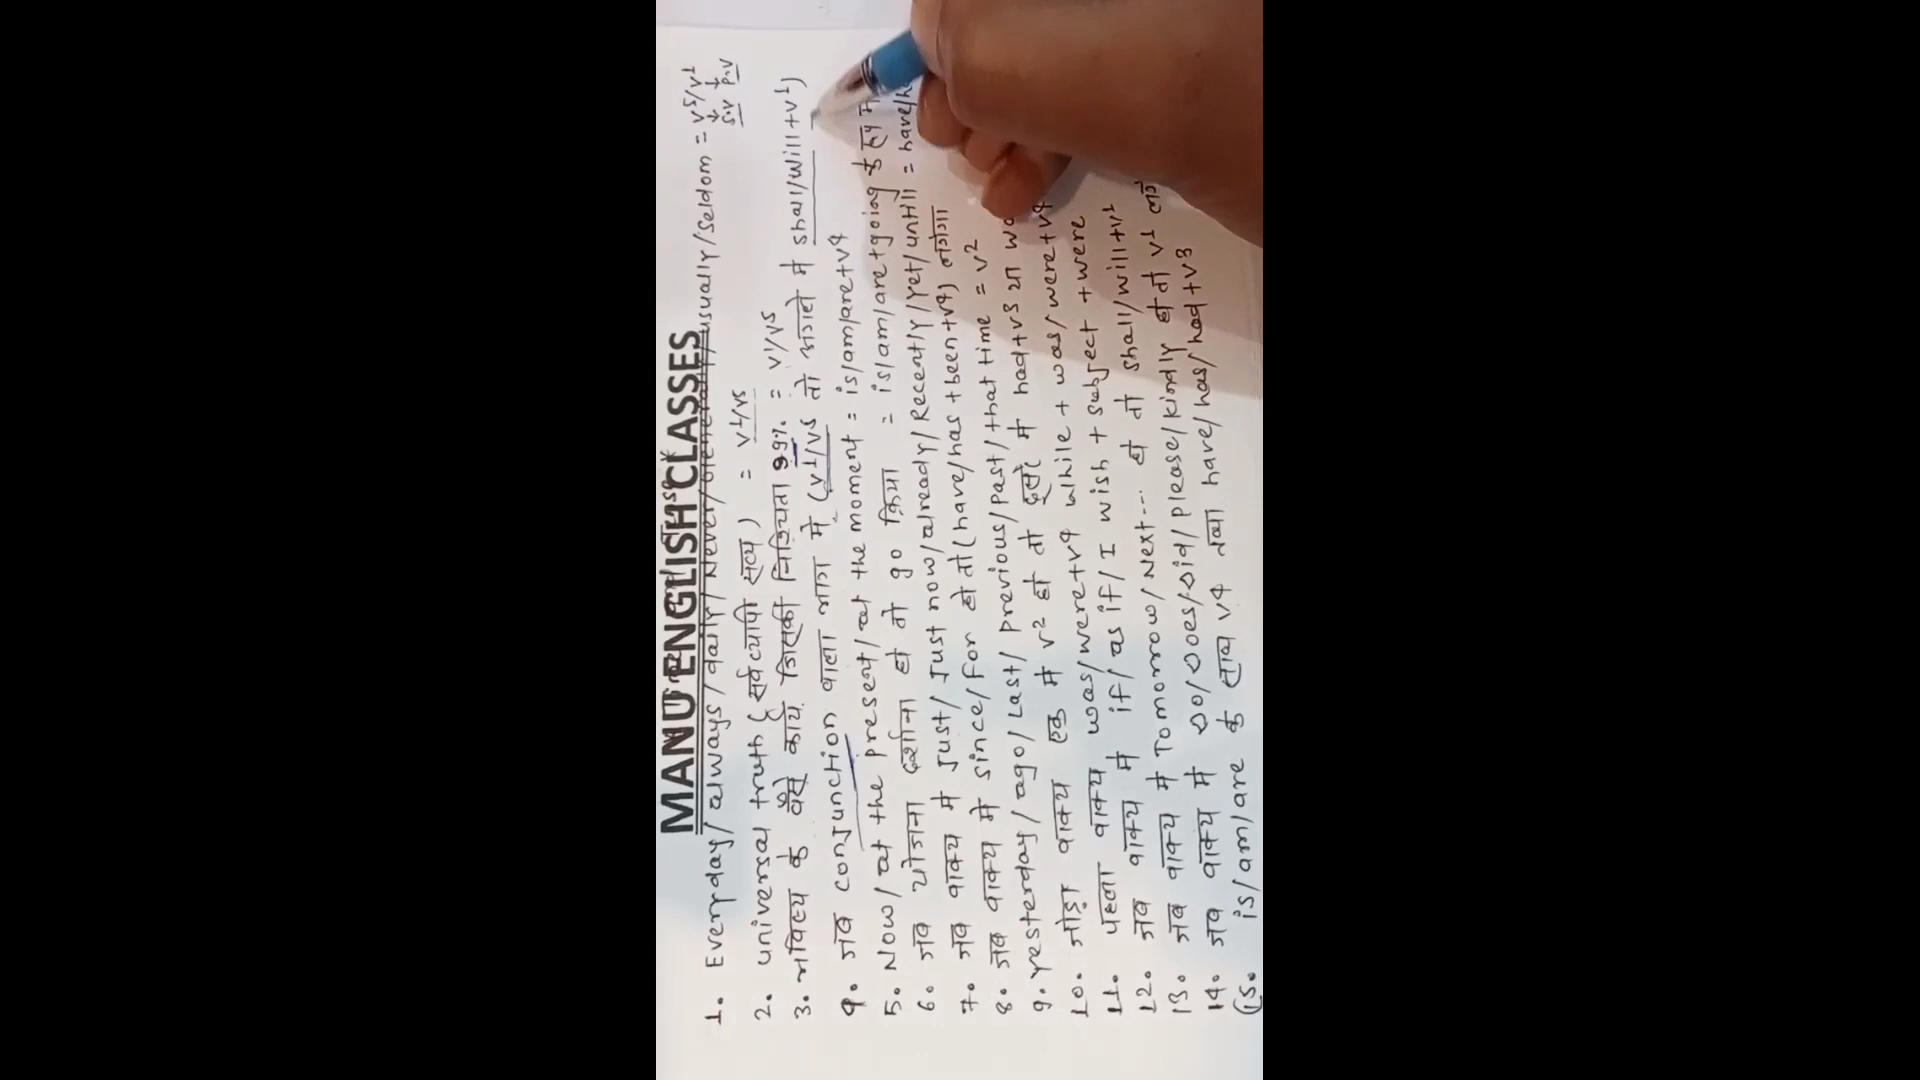 MANU ENGLISH CLASSES
1. Everyday/always/daily/Never/Generally/usually/seldom = V5/V1
S.V P.V
2. universal truth (सर्वव्यापी सत्य) = V1/V5
3. भविष्य के वैसे कार्य जिसकी निश्चितता 99% = V1/V5
4. जब conjunction वाला भाग में (V1/V5 तो अगले में shall/will+V1)
5. Now/at the present/at the moment = is/am/are+V4
6. जब योजना दर्शाना हो तो go क्रिया = is/am/are+going के रूप
7. जब वाक्य में Just/Just now/already/Recently/Yet/until = have/h
8. जब वाक्य में since/for हो तो (have/has+been+V4) लगेगा
9. Yesterday/ago/Last/previous/past/that time = V2
10. जोड़ा वाक्य एक में V2 हो तो दूसरे में had+V3 या
11. पहला वाक्य was/were+V4 while + was/were+V4
12. जब वाक्य में if/as if/I wish + subject + were
13. जब वाक्य में Tomorrow/Next... हो तो shall/will+V1
14. जब वाक्य में Do/Does/Did/please/kindly हो तो V1
15. is/am/are के साथ V4 तथा have/has/had+V3